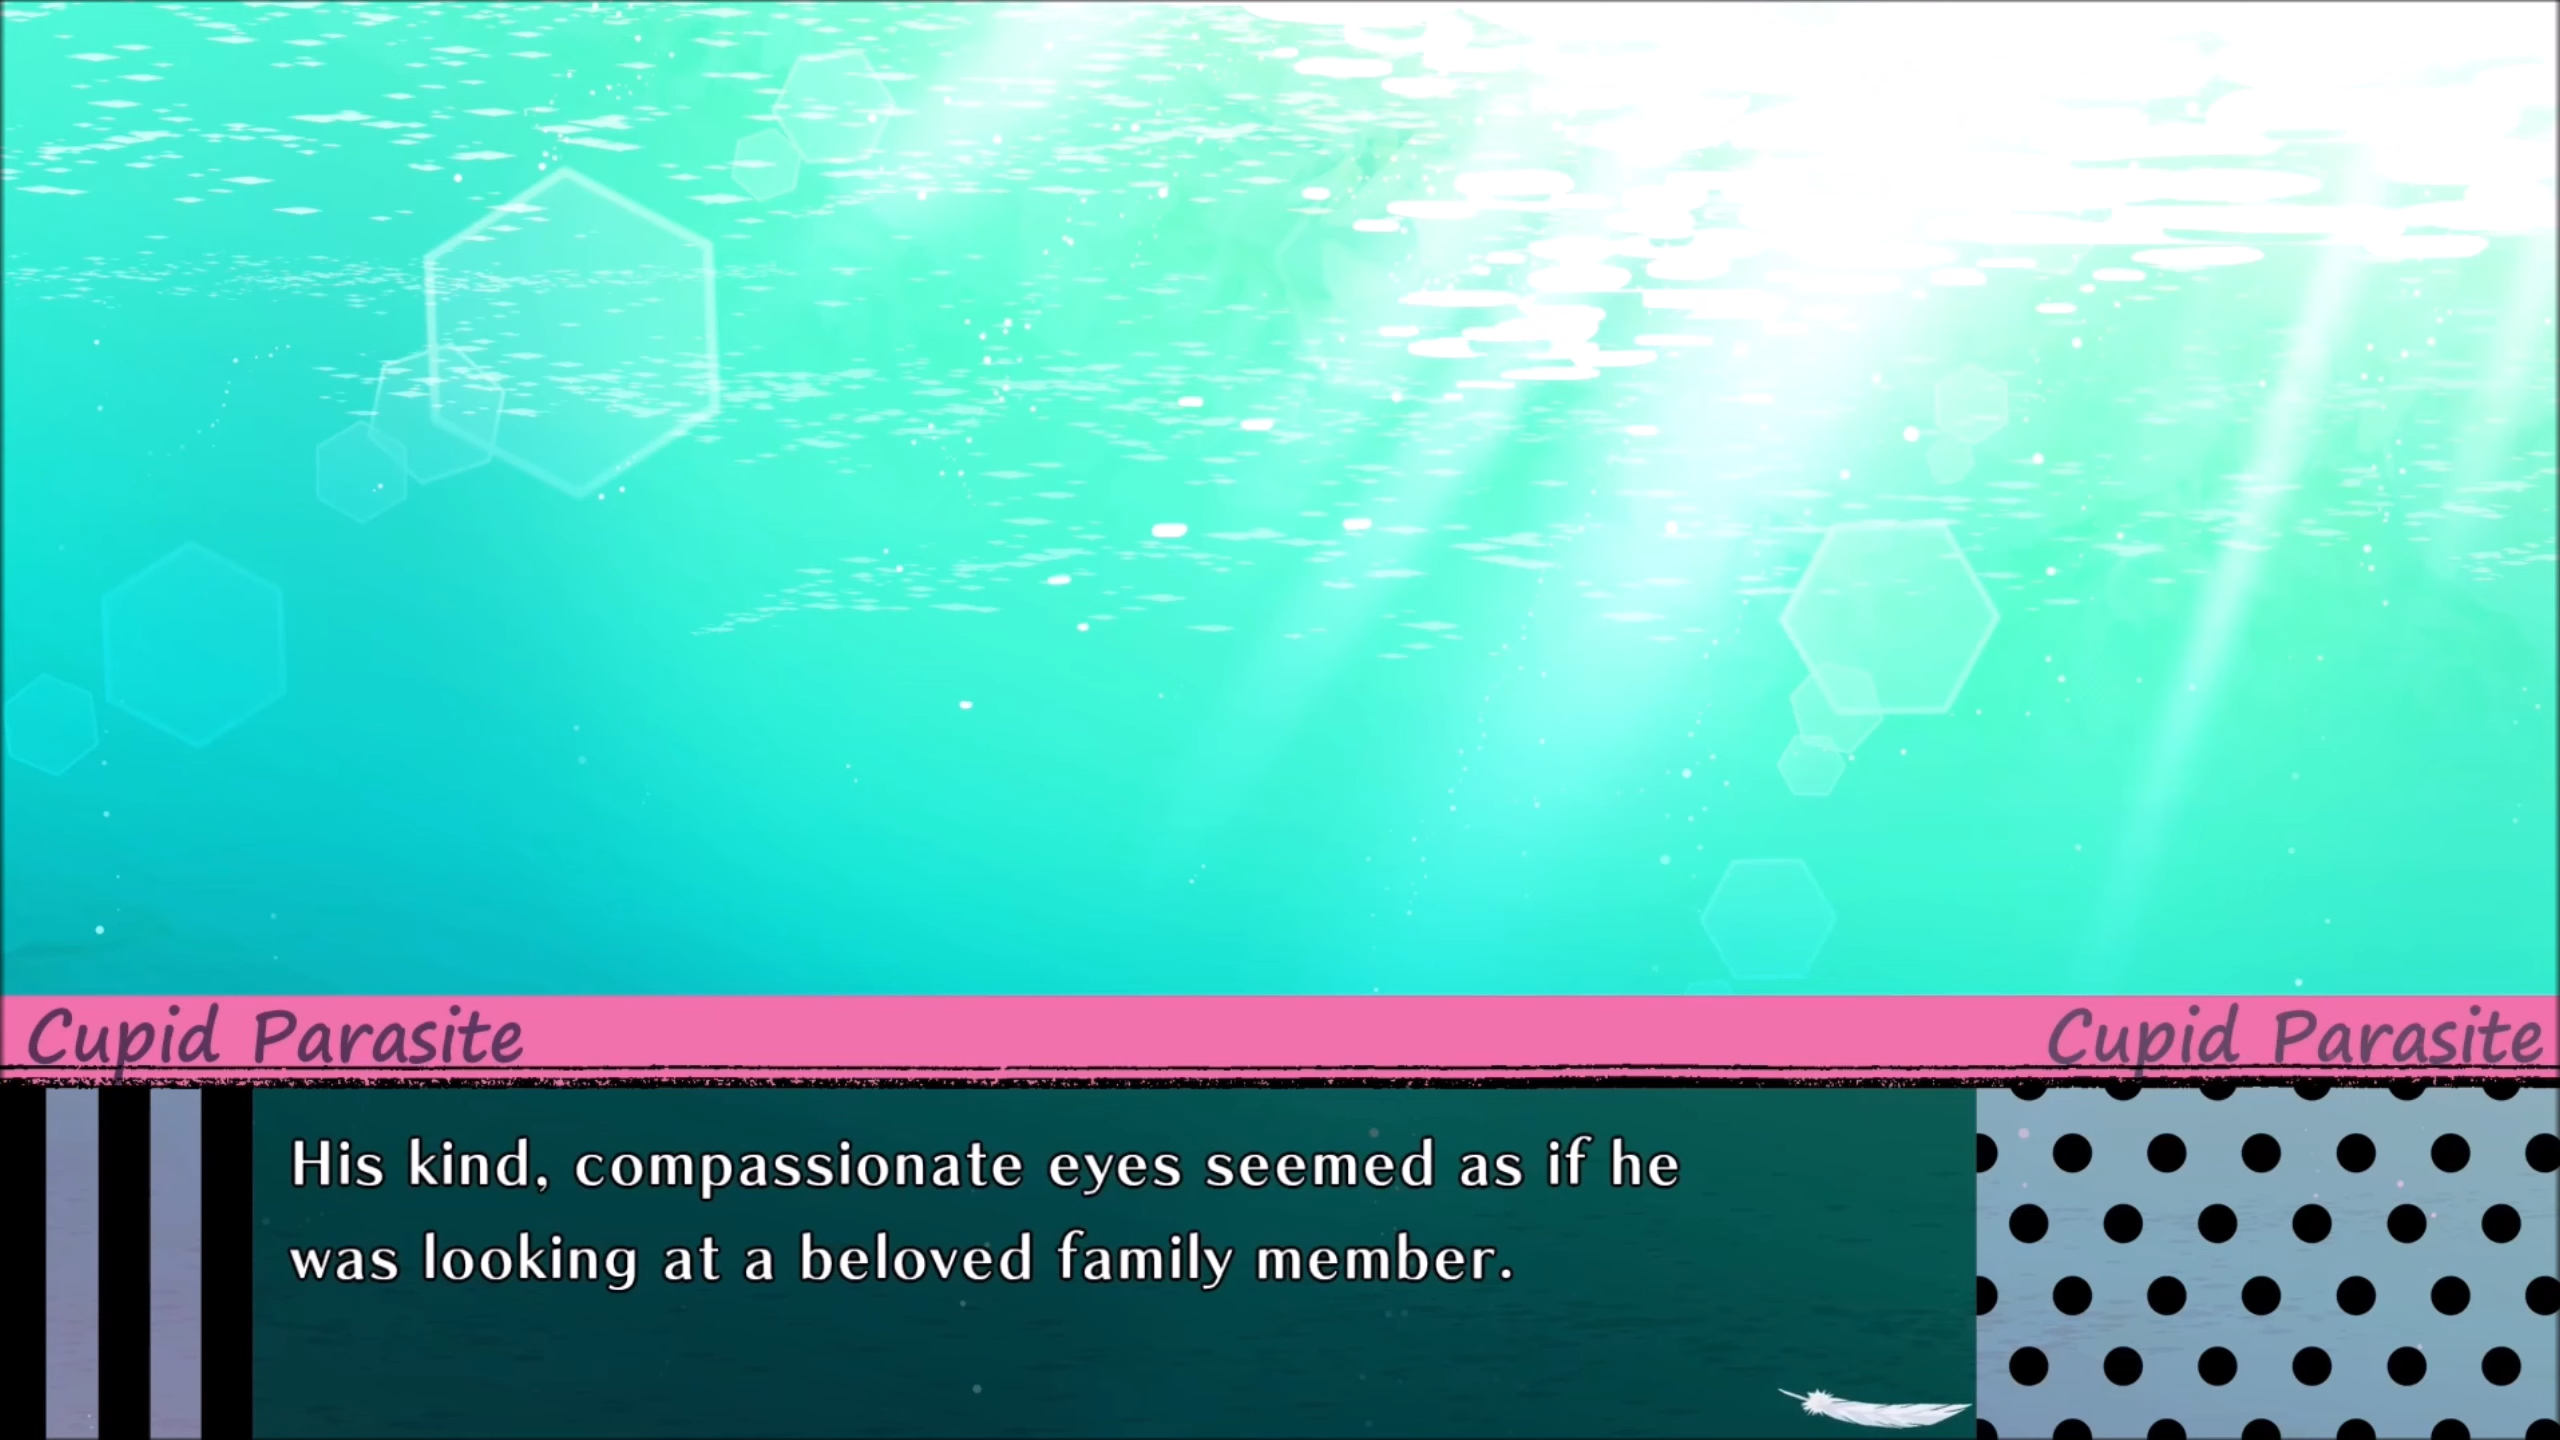 Cupid Parasite
Cupid Parasite
His kind, compassionate eyes seemed as if he
was looking at a beloved family member.